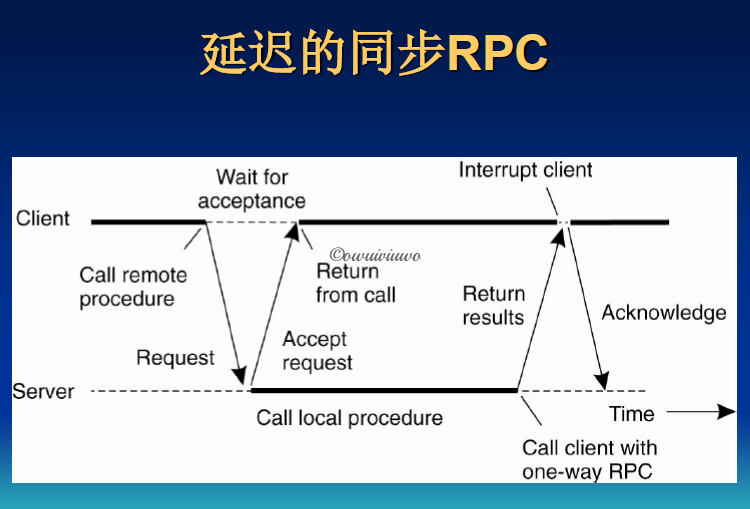 延迟的同步RPC
Wait for
acceptance
Interrupt client
Client
©owuiviuwo
Call remote
procedure
Return
from call
Return
results
Acknowledge
Request
Accept
request
Server
Call local procedure
Time
Call client with
one-way RPC